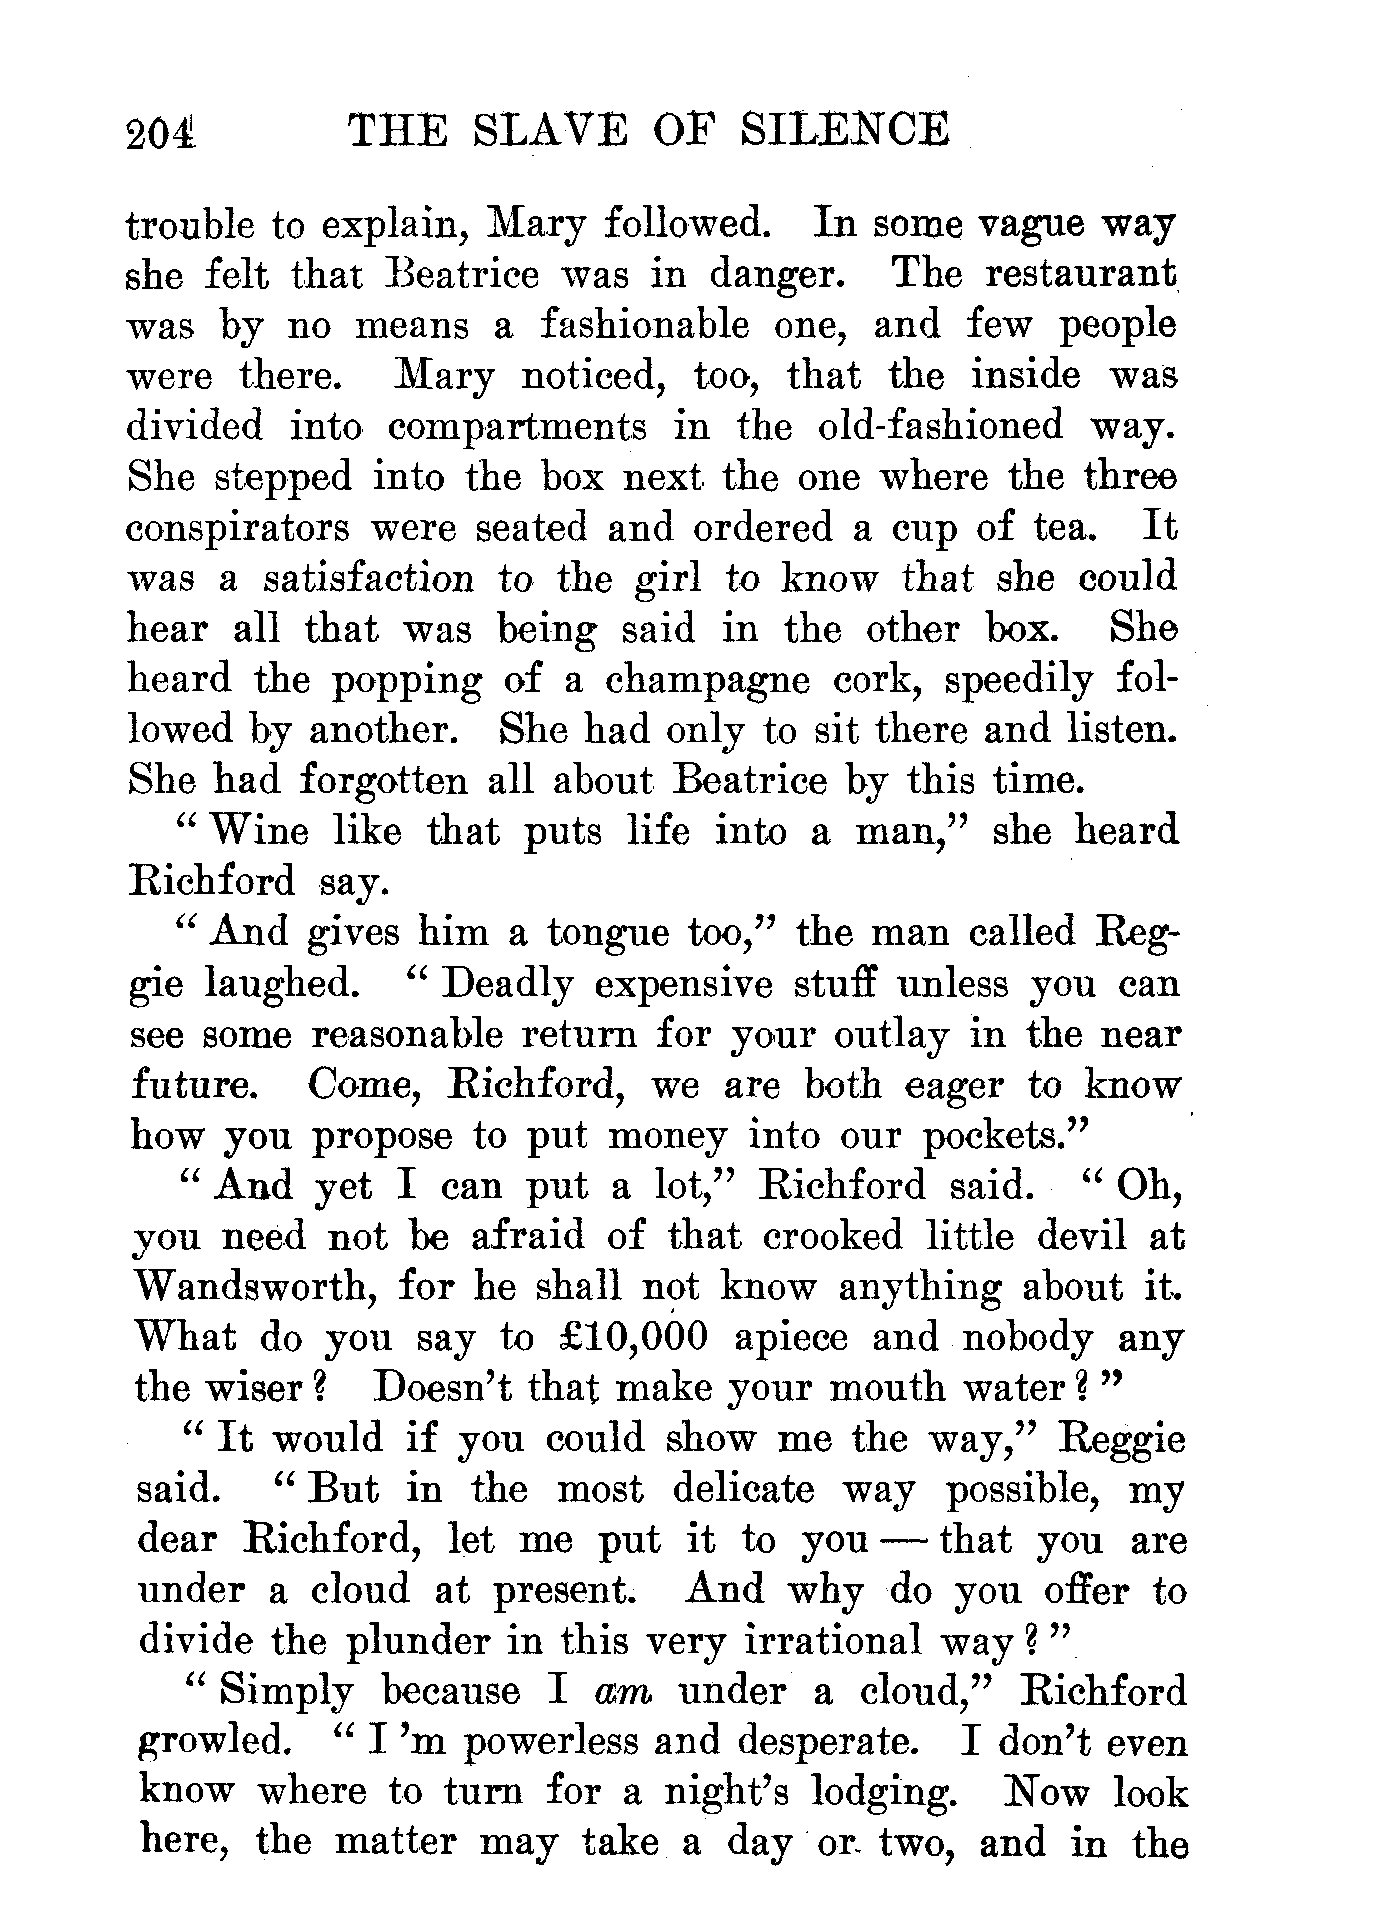 204 THE SLAVE OF SILENCE
trouble to explain, Mary followed. In some vague way
she felt that Beatrice was in danger. The restaurant
was by no means a fashionable one, and few people
were there. Mary noticed, too, that the inside was
divided into compartments in the old-fashioned way.
She stepped into the box next the one where the three
conspirators were seated and ordered a cup of tea. It
was a satisfaction to the girl to know that she could
hear all that was being said in the other box. She
heard the popping of a champagne cork, speedily fol-
lowed by another. She had only to sit there and listen.
She had forgotten all about Beatrice by this time.
“ Wine like that puts life into a man,” she heard
Richford say.
“ And gives him a tongue too,” the man called Reg-
gie laughed. “ Deadly expensive stuff unless you can
see some reasonable return for your outlay in the near
future. Come, Richford, we are both eager to know
how you propose to put money into our pockets.”
“ And yet I can put a lot,” Richford said. “ Oh,
you need not be afraid of that crooked little devil at
Wandsworth, for he shall not know anything about it.
What do you say to £10,000 apiece and nobody any
the wiser ? Doesn’t that make your mouth water ? ”
“ It would if you could show me the way,” Reggie
said. “ But in the most delicate way possible, my
dear Richford, let me put it to you — that you are
under a cloud at present. And why do you offer to
divide the plunder in this very irrational way ? ”
“ Simply because I am under a cloud,” Richford
growled. “ I ’m powerless and desperate. I don’t even
know where to turn for a night’s lodging. Now look
here, the matter may take a day or two, and in the